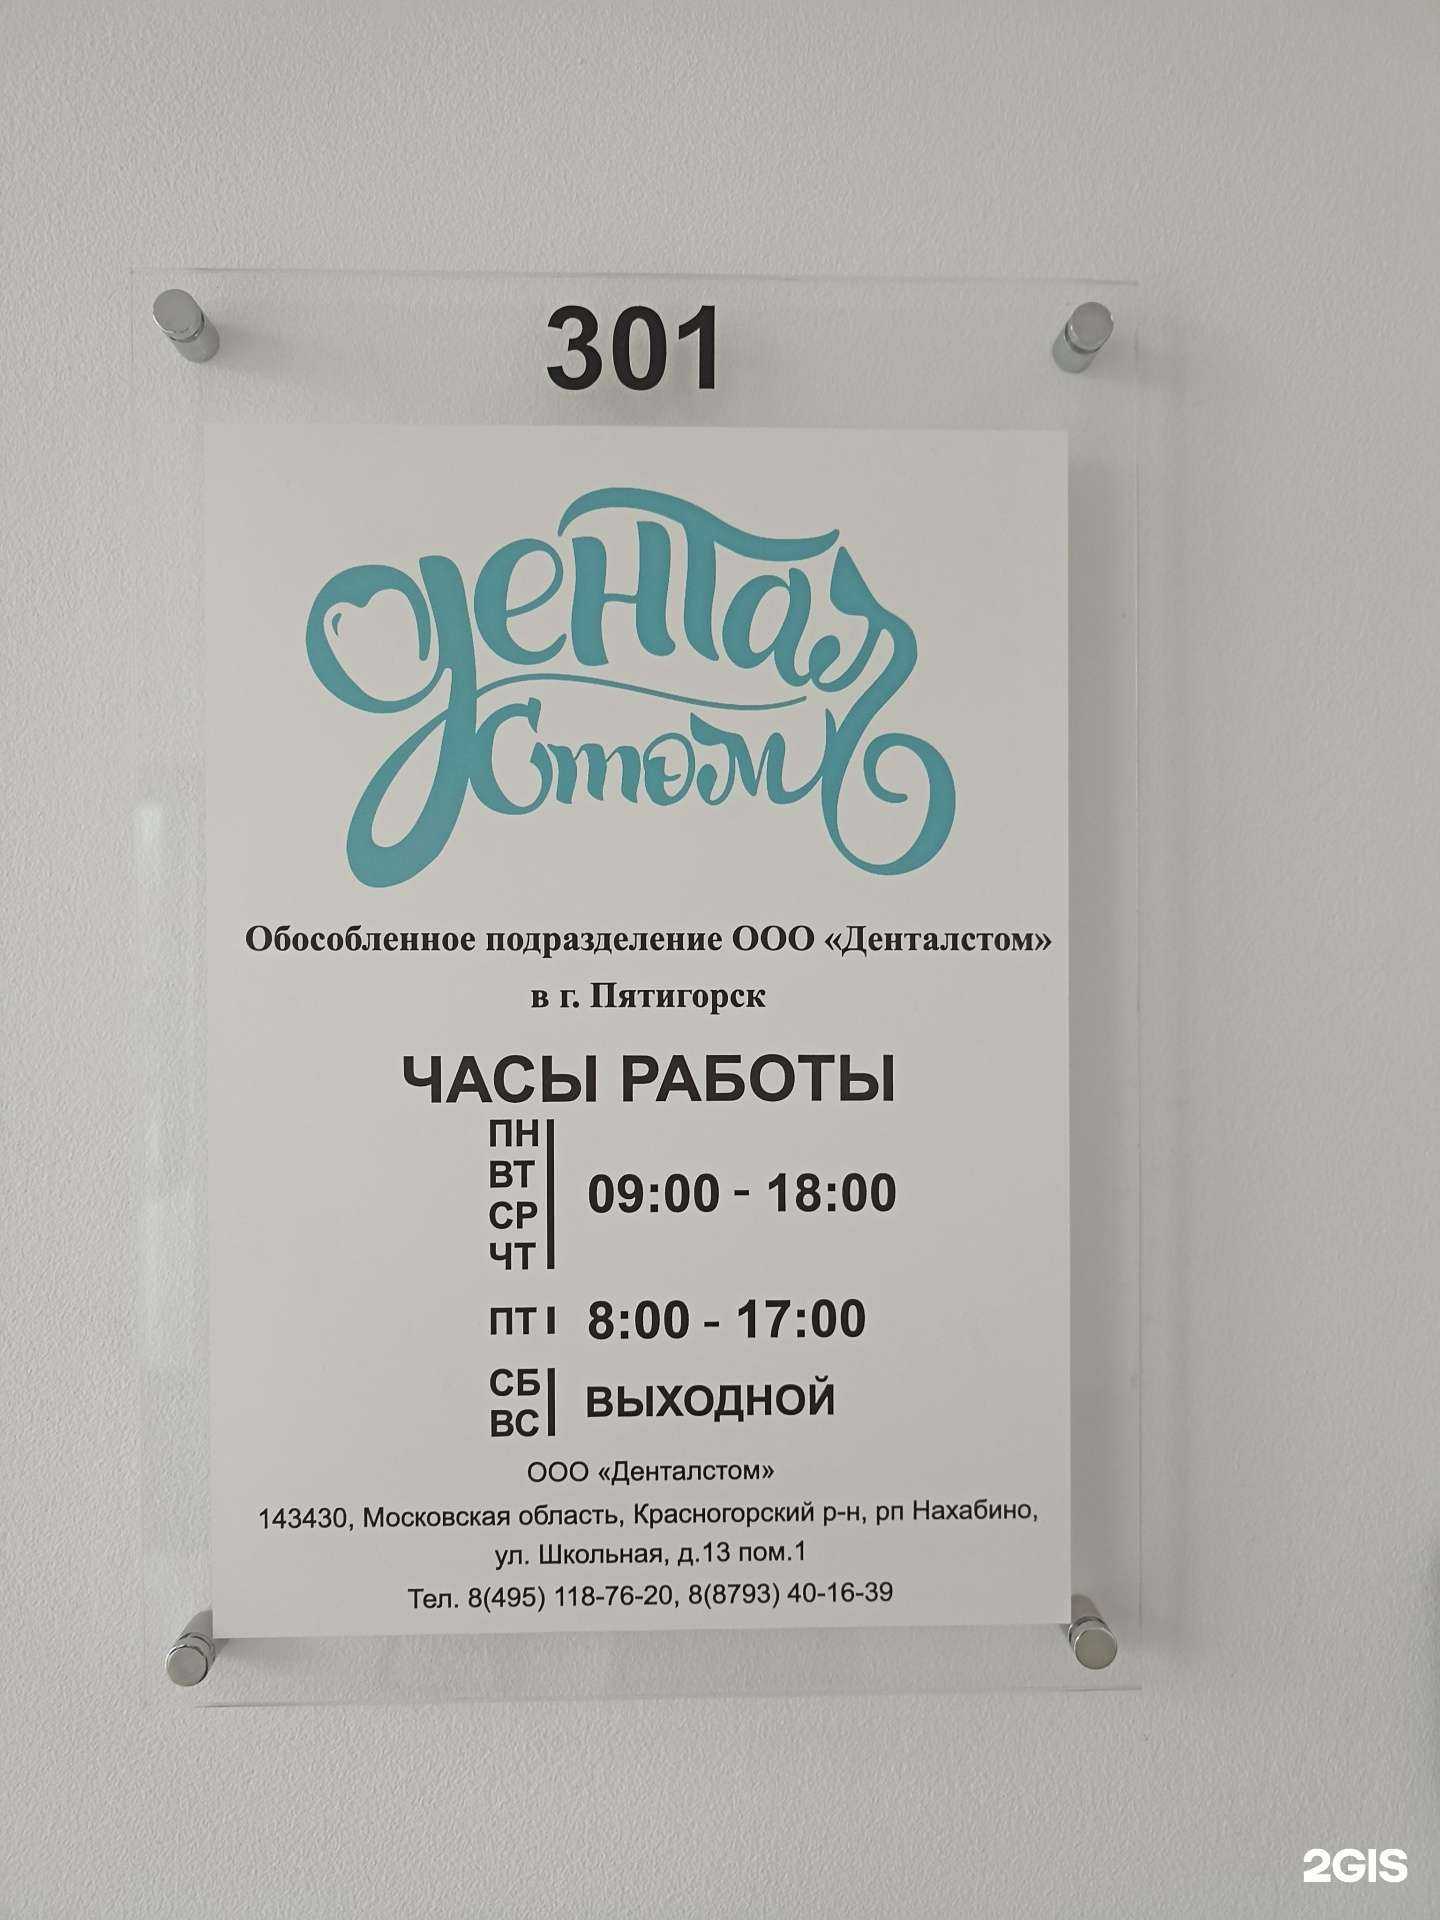 301
Дентал
Стом
Обособленное подразделение ООО «Денталстом»
в г. Пятигорск
ЧАСЫ РАБОТЫ
ПН
ВТ
СР
ЧТ
09:00 - 18:00
ПТ 8:00 - 17:00
СБ
ВС
ВЫХОДНОЙ
ООО «Денталстом»
143430, Московская область, Красногорский р-н, рп Нахабино,
ул. Школьная, д.13 пом.1
Тел. 8(495) 118-76-20, 8(8793) 40-16-39
2GIS